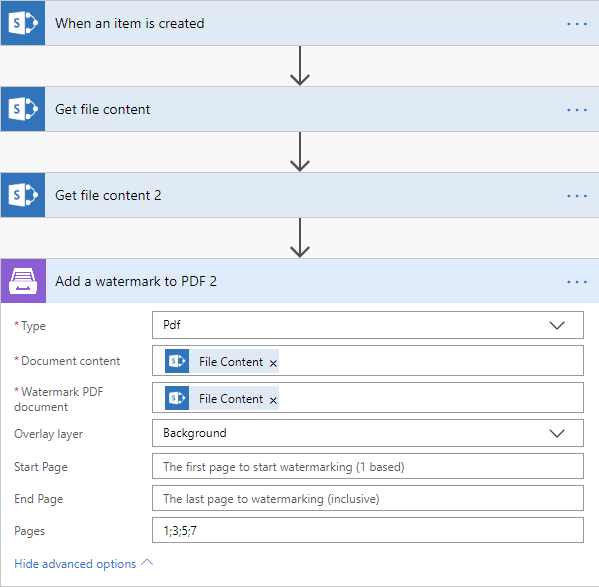 When an item is created
Get file content
Get file content 2
Add a watermark to PDF 2
* Type
Pdf
* Document content
File Content ×
* Watermark PDF
document
File Content ×
Overlay layer
Background
Start Page
The first page to start watermarking (1 based)
End Page
The last page to watermarking (inclusive)
Pages
1;3;5;7
Hide advanced options